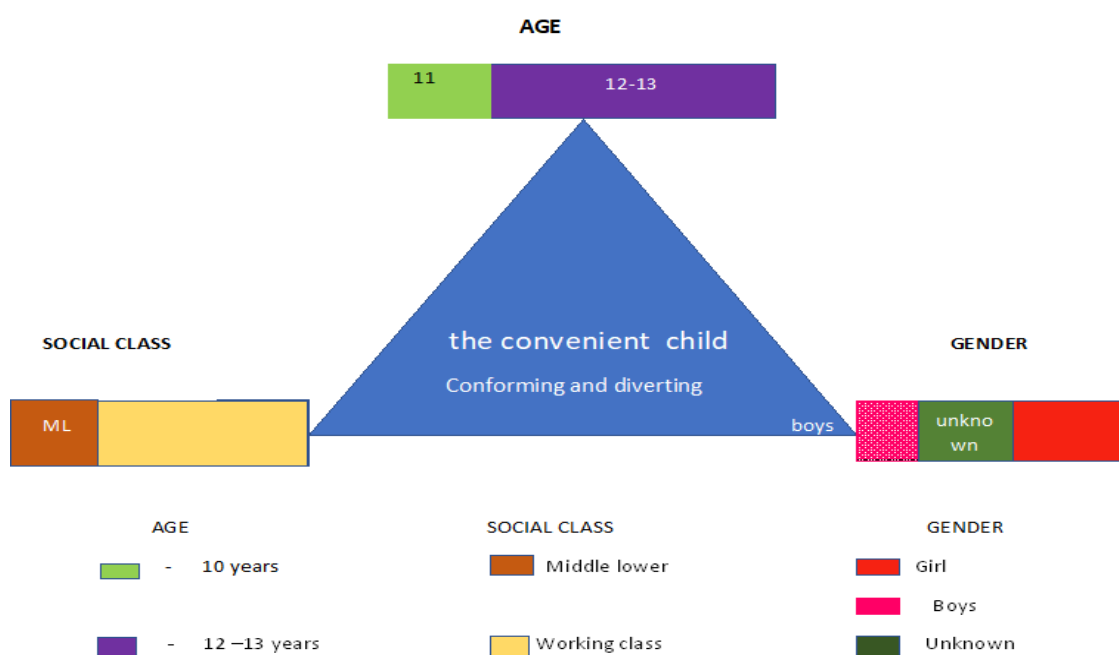 AGE
11
12-13
the convenient child
Conforming and diverting
boys
SOCIAL CLASS
ML
GENDER
unkno
wn
AGE
- 10 years
- 12 –13 years
SOCIAL CLASS
Middle lower
Working class
GENDER
Girl
Boys
Unknown